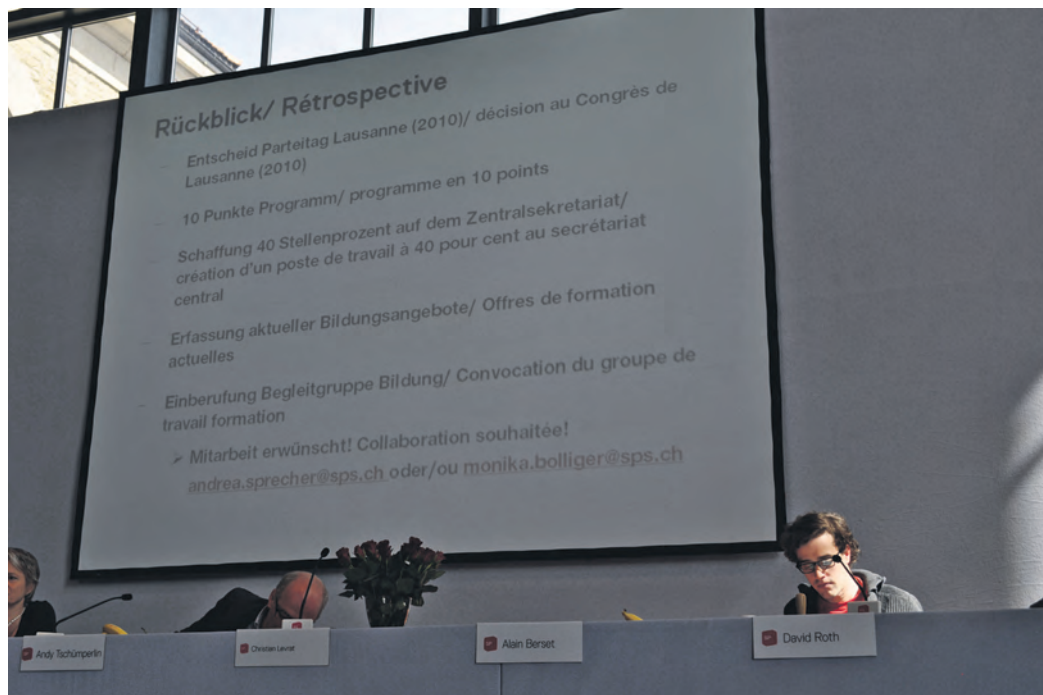 Rückblick/ Rétrospective
– Entscheid Parteitag Lausanne (2010)/ décision au Congrès de
Lausanne (2010)
– 10 Punkte Programm/ programme en 10 points
– Schaffung 40 Stellenprozent auf dem Zentralsekretariat/
création d'un poste de travail à 40 pour cent au secrétariat
central
– Erfassung aktueller Bildungsangebote/ Offres de formation
actuelles
– Einberufung Begleitgruppe Bildung/ Convocation du groupe de
travail formation
➢ Mitarbeit erwünscht! Collaboration souhaitée!
andrea.sprecher@sps.ch oder/ou monika.bolliger@sps.ch
Andy Tschümperlin
Christian Levrat
Alain Berset
David Roth